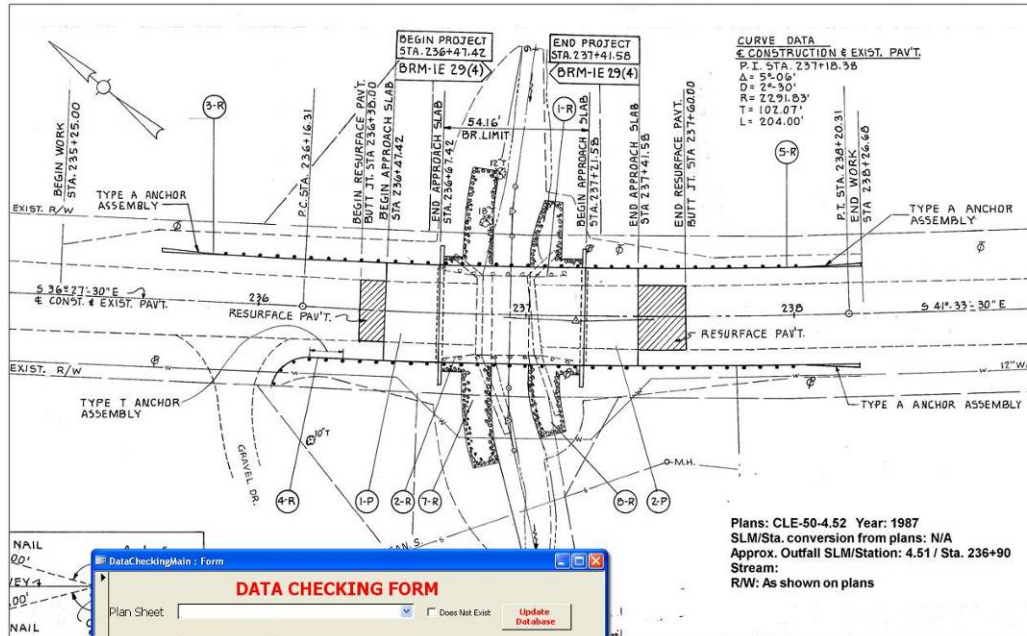 BEGIN PROJECT
STA. 236+47.42
BRM-1E 29(4)
END PROJECT
STA. 237+41.58
BRM-1E 29(4)
CURVE DATA
℄ CONSTRUCTION & EXIST. PAV'T.
P.I. STA. 237+18.38
Δ= 5°-06'
D= 2°-30'
R= 2291.83'
T= 102.07'
L= 204.00'
BEGIN WORK
STA. 235+25.00
3-R
P.C. STA. 236+16.31
BEGIN RESURFACE PAV'T.
BUTT JT. STA 236+38.00
BEGIN APPROACH SLAB
STA 236+47.42
END APPROACH SLAB
STA. 236+67.42
54.16'
BR. LIMIT
1-R
BEGIN APPROACH SLAB
STA. 237+21.58
END APPROACH SLAB
STA 237+41.58
END RESURFACE PAV'T.
BUTT JT. STA 237+60.00
5-R
P.T. STA. 238+20.31
END WORK
STA 238+26.68
12"T
TYPE A ANCHOR
ASSEMBLY
TYPE A ANCHOR
ASSEMBLY
EXIST. R/W
S 36°-27'-30" E
℄ CONST. & EXIST. PAV'T.
236
237
238
S 41°-33'-30" E
RESURFACE PAV'T.
RESURFACE PAV'T.
EXIST. R/W
W
12" W
TYPE T ANCHOR
ASSEMBLY
TYPE A ANCHOR ASSEMBLY
10"T
GRAVEL DR.
M.H.
4-R
1-P
2-R
7-R
8-R
2-P
SAN. S.
Plans: CLE-50-4.52 Year: 1987
SLM/Sta. conversion from plans: N/A
Approx. Outfall SLM/Station: 4.51 / Sta. 236+90
Stream:
R/W: As shown on plans
NAIL
NAIL
DataCheckingMain : Form
DATA CHECKING FORM
Plan Sheet
Does Not Exist
Update
Database